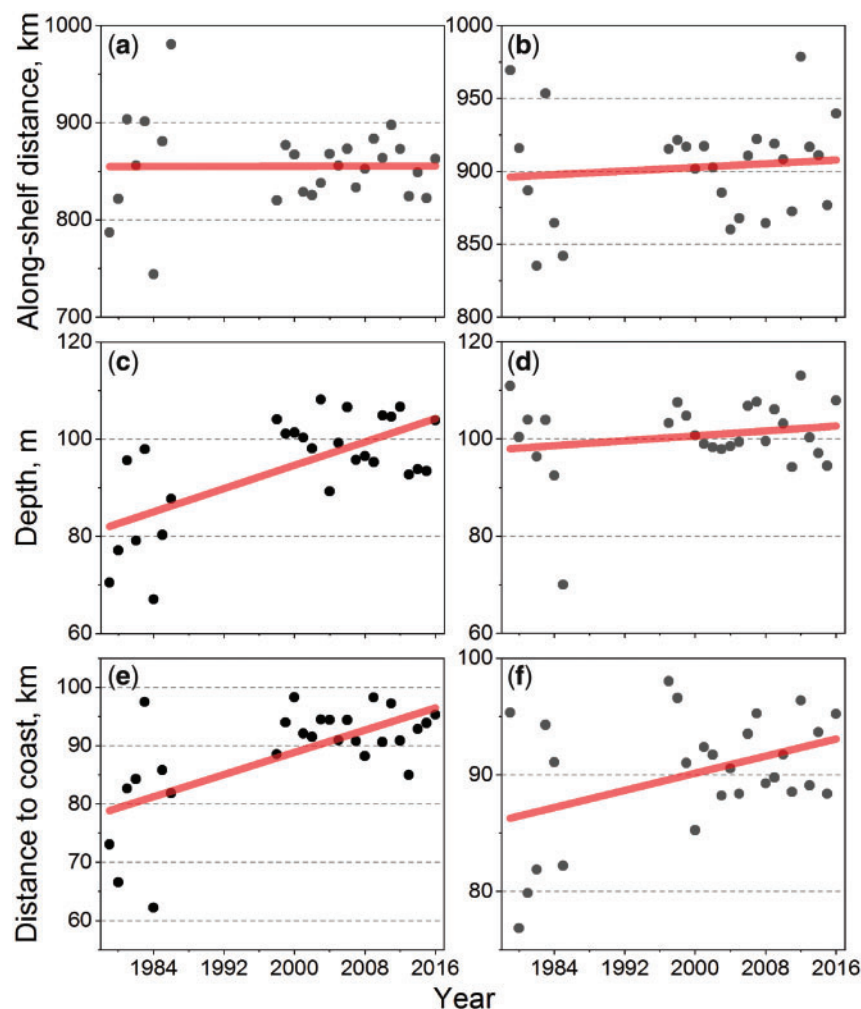 Along-shelf distance, km
1000
900
800
700
(a)
1000
950
900
850
800
(b)
Depth, m
120
100
80
60
(c)
120
100
80
60
(d)
Distance to coast, km
100
90
80
70
60
(e)
1984 1992 2000 2008 2016
100
90
80
(f)
1984 1992 2000 2008 2016
Year